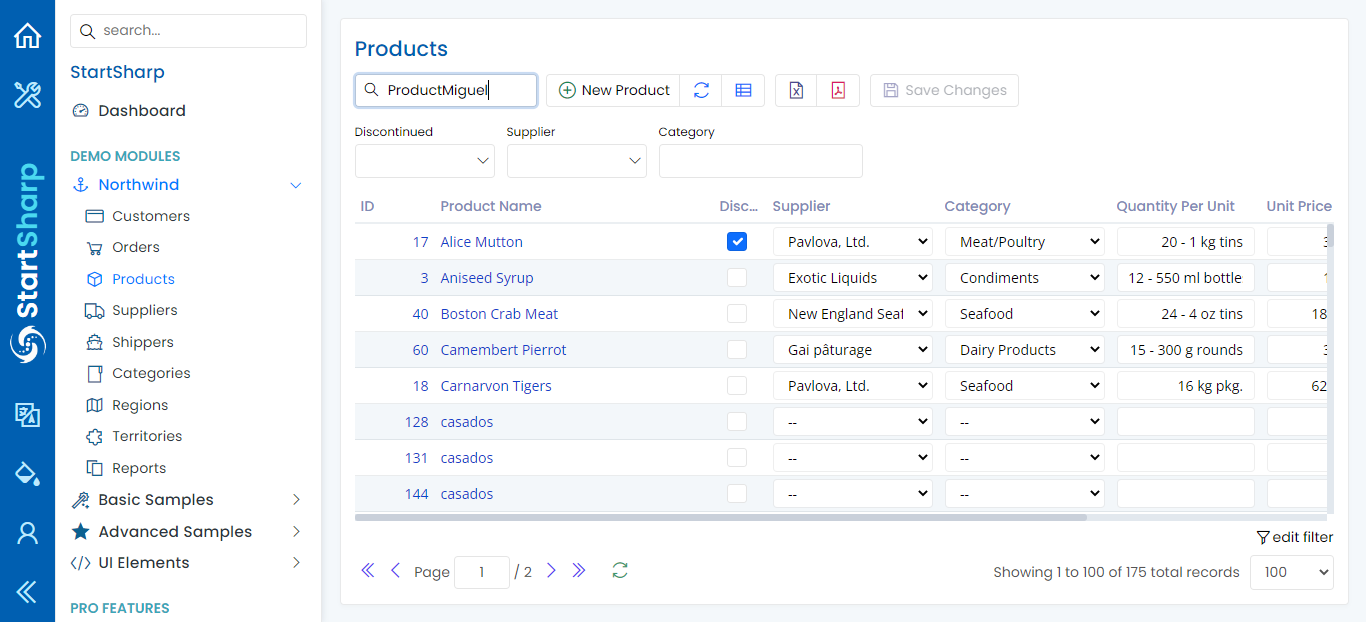 search...
StartSharp
Dashboard
DEMO MODULES
Northwind
Customers
Orders
Products
Suppliers
Shippers
Categories
Regions
Territories
Reports
Basic Samples
Advanced Samples
UI Elements
PRO FEATURES
StartSharp
Products
ProductMiguel
New Product
Save Changes
Discontinued Supplier Category
ID Product Name Disc... Supplier Category Quantity Per Unit Unit Price
17 Alice Mutton Pavlova, Ltd. Meat/Poultry 20 - 1 kg tins 3
3 Aniseed Syrup Exotic Liquids Condiments 12 - 550 ml bottle 1
40 Boston Crab Meat New England Seaf Seafood 24 - 4 oz tins 18
60 Camembert Pierrot Gai pâturage Dairy Products 15 - 300 g rounds 3
18 Carnarvon Tigers Pavlova, Ltd. Seafood 16 kg pkg. 62
128 casados -- --
131 casados -- --
144 casados -- --
edit filter
Page 1 / 2
Showing 1 to 100 of 175 total records 100